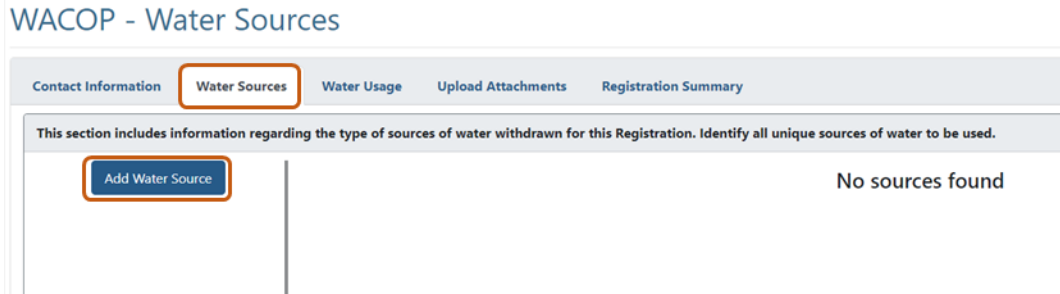 WACOP - Water Sources
Contact Information Water Sources Water Usage Upload Attachments Registration Summary
This section includes information regarding the type of sources of water withdrawn for this Registration. Identify all unique sources of water to be used.
Add Water Source No sources found